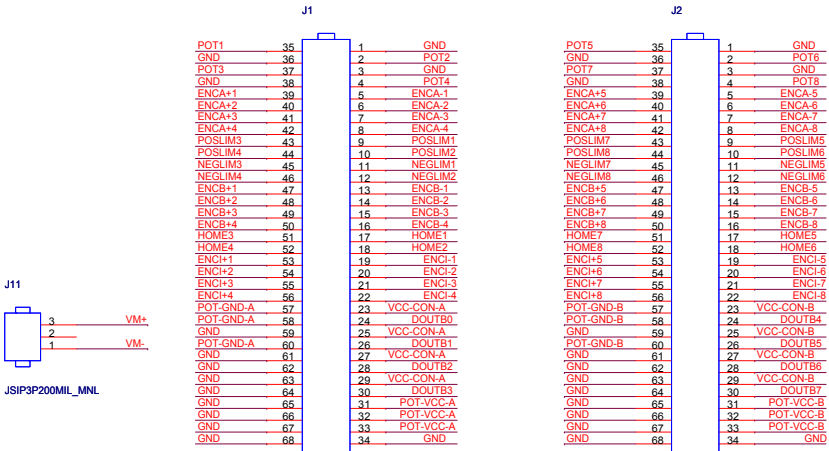 J1
POT1 35 1 GND
GND 36 2 POT2
POT3 37 3 GND
GND 38 4 POT4
ENCA+1 39 5 ENCA-1
ENCA+2 40 6 ENCA-2
ENCA+3 41 7 ENCA-3
ENCA+4 42 8 ENCA-4
POSLIM3 43 9 POSLIM1
POSLIM4 44 10 POSLIM2
NEGLIM3 45 11 NEGLIM1
NEGLIM4 46 12 NEGLIM2
ENCB+1 47 13 ENCB-1
ENCB+2 48 14 ENCB-2
ENCB+3 49 15 ENCB-3
ENCB+4 50 16 ENCB-4
HOME3 51 17 HOME1
HOME4 52 18 HOME2
ENCI+1 53 19 ENCI-1
ENCI+2 54 20 ENCI-2
ENCI+3 55 21 ENCI-3
ENCI+4 56 22 ENCI-4
POT-GND-A 57 23 VCC-CON-A
POT-GND-A 58 24 DOUTB0
GND 59 25 VCC-CON-A
POT-GND-A 60 26 DOUTB1
GND 61 27 VCC-CON-A
GND 62 28 DOUTB2
GND 63 29 VCC-CON-A
GND 64 30 DOUTB3
GND 65 31 POT-VCC-A
GND 66 32 POT-VCC-A
GND 67 33 POT-VCC-A
GND 68 34 GND
J2
POT5 35 1 GND
GND 36 2 POT6
POT7 37 3 GND
GND 38 4 POT8
ENCA+5 39 5 ENCA-5
ENCA+6 40 6 ENCA-6
ENCA+7 41 7 ENCA-7
ENCA+8 42 8 ENCA-8
POSLIM7 43 9 POSLIM5
POSLIM8 44 10 POSLIM6
NEGLIM7 45 11 NEGLIM5
NEGLIM8 46 12 NEGLIM6
ENCB+5 47 13 ENCB-5
ENCB+6 48 14 ENCB-6
ENCB+7 49 15 ENCB-7
ENCB+8 50 16 ENCB-8
HOME7 51 17 HOME5
HOME8 52 18 HOME6
ENCI+5 53 19 ENCI-5
ENCI+6 54 20 ENCI-6
ENCI+7 55 21 ENCI-7
ENCI+8 56 22 ENCI-8
POT-GND-B 57 23 VCC-CON-B
POT-GND-B 58 24 DOUTB4
GND 59 25 VCC-CON-B
POT-GND-B 60 26 DOUTB5
GND 61 27 VCC-CON-B
GND 62 28 DOUTB6
GND 63 29 VCC-CON-B
GND 64 30 DOUTB7
GND 65 31 POT-VCC-B
GND 66 32 POT-VCC-B
GND 67 33 POT-VCC-B
GND 68 34 GND
J11
3 VM+
2
1 VM-
JSIP3P200MIL_MNL